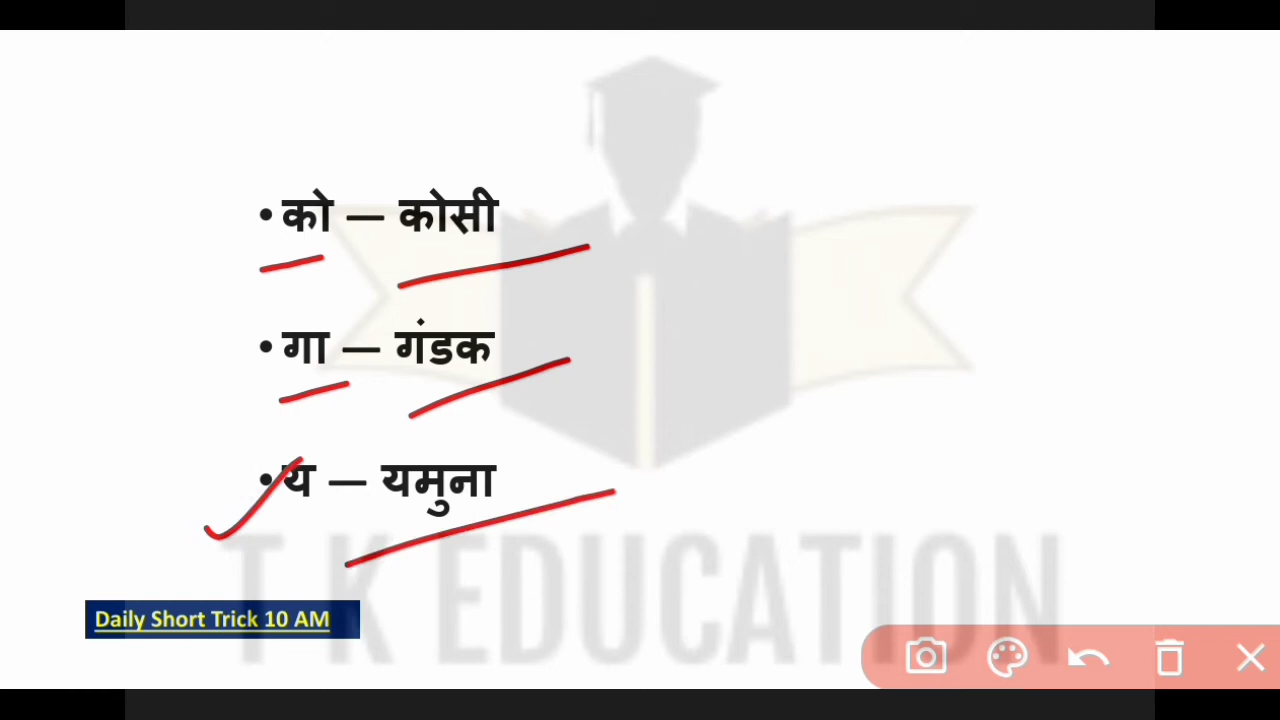 • को — कोसी
• गा — गंडक
• य — यमुना
T K EDUCATION
Daily Short Trick 10 AM